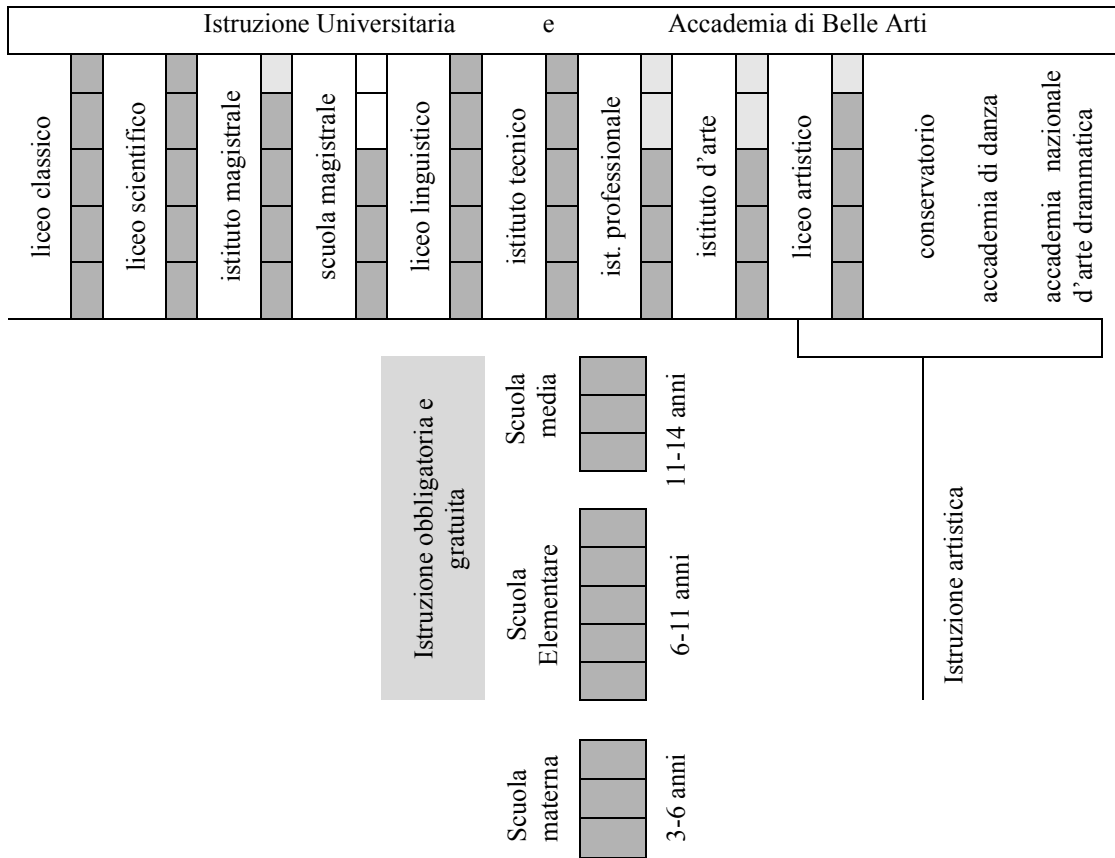 Istruzione Universitaria e Accademia di Belle Arti
liceo classico
liceo scientifico
istituto magistrale
scuola magistrale
liceo linguistico
istituto tecnico
ist. professionale
istituto d'arte
liceo artistico
conservatorio
accademia di danza
accademia nazionale
d'arte drammatica
Istruzione obbligatoria e
gratuita
Scuola
media
11-14 anni
Scuola
Elementare
6-11 anni
Istruzione artistica
Scuola
materna
3-6 anni